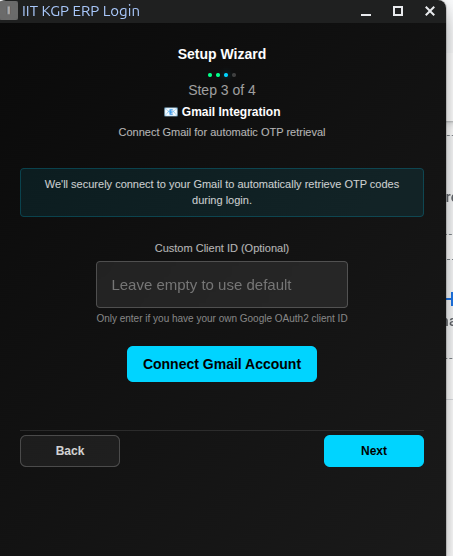 IIT KGP ERP Login
Setup Wizard
Step 3 of 4
📧 Gmail Integration
Connect Gmail for automatic OTP retrieval
We'll securely connect to your Gmail to automatically retrieve OTP codes
during login.
Custom Client ID (Optional)
Leave empty to use default
Only enter if you have your own Google OAuth2 client ID
Connect Gmail Account
Back
Next